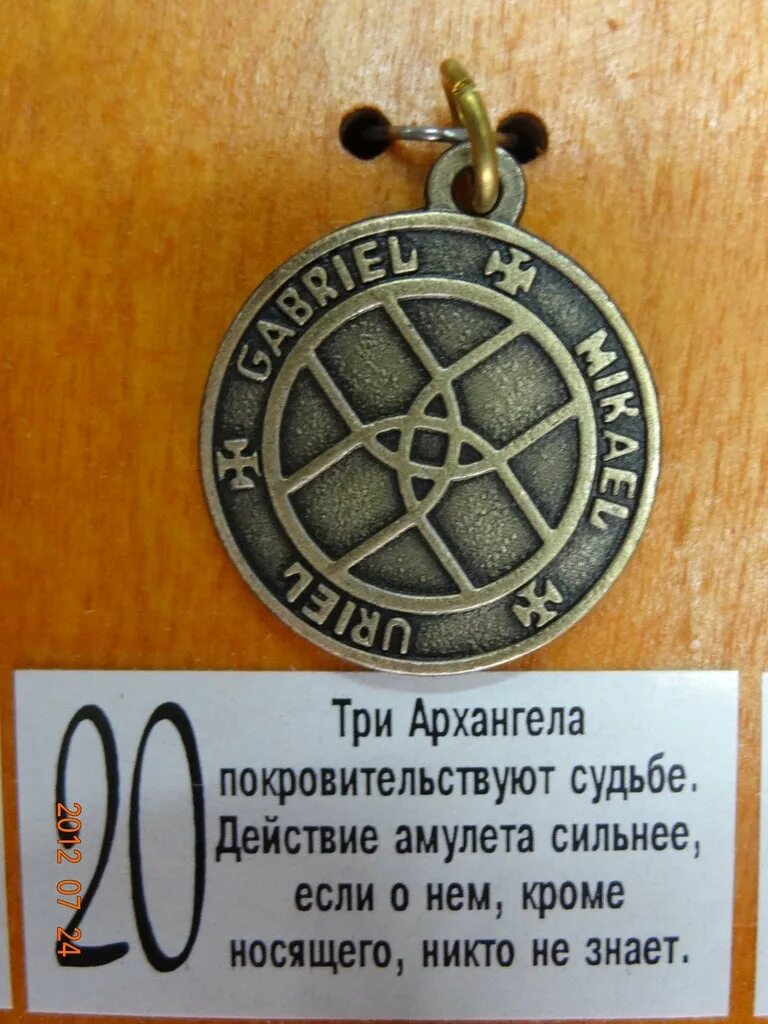 GABRIEL
MIKAEL
URIEL
20
Три Архангела
покровительствуют судьбе.
Действие амулета сильнее,
если о нем, кроме
носящего, никто не знает.
2012 07 24